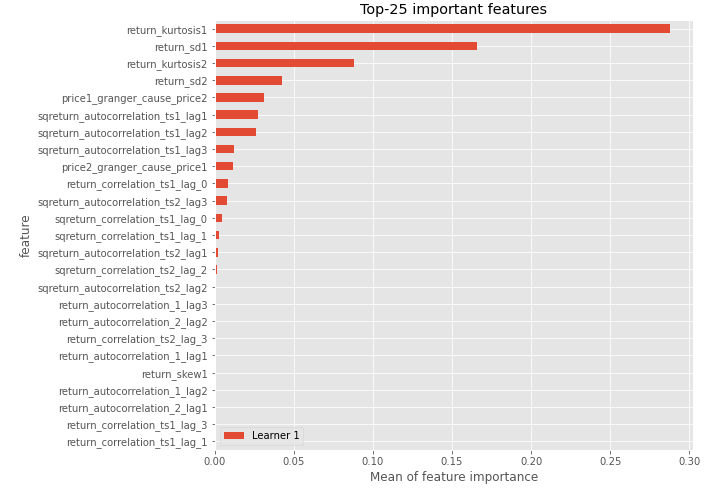 Top-25 important features
return_kurtosis1
return_sd1
return_kurtosis2
return_sd2
price1_granger_cause_price2
sqreturn_autocorrelation_ts1_lag1
sqreturn_autocorrelation_ts1_lag2
sqreturn_autocorrelation_ts1_lag3
price2_granger_cause_price1
return_correlation_ts1_lag_0
sqreturn_autocorrelation_ts2_lag3
sqreturn_correlation_ts1_lag_0
sqreturn_correlation_ts1_lag_1
sqreturn_autocorrelation_ts2_lag1
sqreturn_correlation_ts2_lag_2
sqreturn_autocorrelation_ts2_lag2
return_autocorrelation_1_lag3
return_autocorrelation_2_lag2
return_correlation_ts2_lag_3
return_autocorrelation_1_lag1
return_skew1
return_autocorrelation_1_lag2
return_autocorrelation_2_lag1
return_correlation_ts1_lag_3
return_correlation_ts1_lag_1
feature
Learner 1
0.00 0.05 0.10 0.15 0.20 0.25 0.30
Mean of feature importance